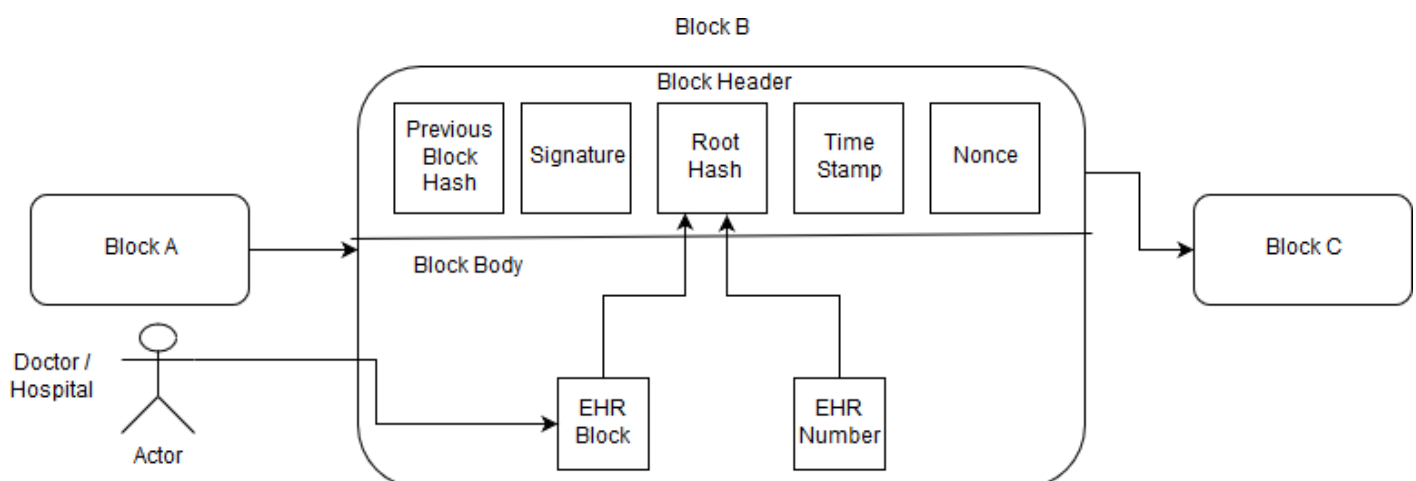 Block B
Block Header
Previous
Block
Hash
Signature
Root
Hash
Time
Stamp
Nonce
Block A
Block Body
Block C
Doctor /
Hospital
Actor
EHR
Block
EHR
Number